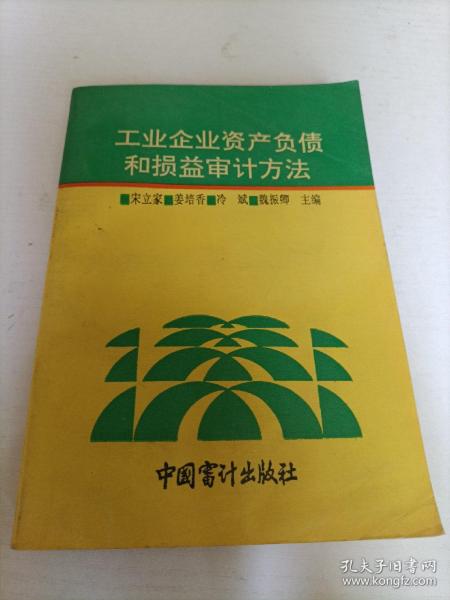 工业企业资产负债
和损益审计方法
■宋立家■姜培香■冷 斌■魏振卿 主编
中国审计出版社
孔夫子旧书网
www.kongfz.com